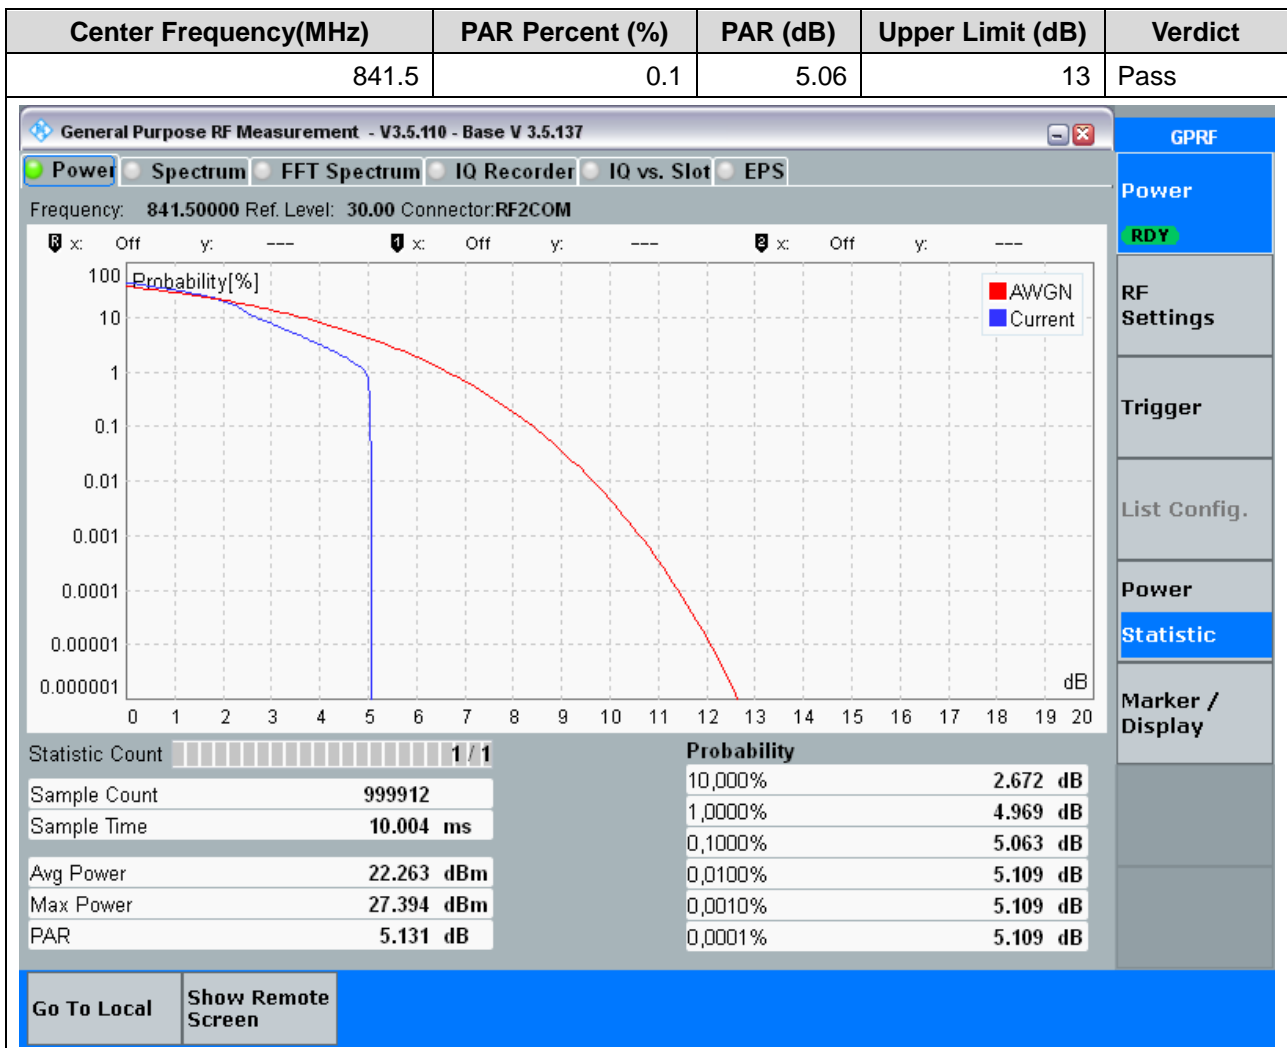 Center Frequency(MHz) PAR Percent (%) PAR (dB) Upper Limit (dB) Verdict
841.5 0.1 5.06 13 Pass
General Purpose RF Measurement - V3.5.110 - Base V 3.5.137
GPRF
Power Spectrum FFT Spectrum IQ Recorder IQ vs. Slot EPS
Power
RDY
Frequency: 841.50000 Ref. Level: 30.00 Connector:RF2COM
R x: Off y: --- 1 x: Off y: --- 2 x: Off y: ---
Probability[%]
AWGN
Current
100
10
1
0.1
0.01
0.001
0.0001
0.00001
0.000001
dB
0 1 2 3 4 5 6 7 8 9 10 11 12 13 14 15 16 17 18 19 20
RF
Settings
Trigger
List Config.
Power
Statistic
Marker /
Display
Statistic Count 1 / 1
Sample Count 999912
Sample Time 10.004 ms
Avg Power 22.263 dBm
Max Power 27.394 dBm
PAR 5.131 dB
Probability
10,000% 2.672 dB
1,0000% 4.969 dB
0,1000% 5.063 dB
0,0100% 5.109 dB
0,0010% 5.109 dB
0,0001% 5.109 dB
Go To Local
Show Remote
Screen